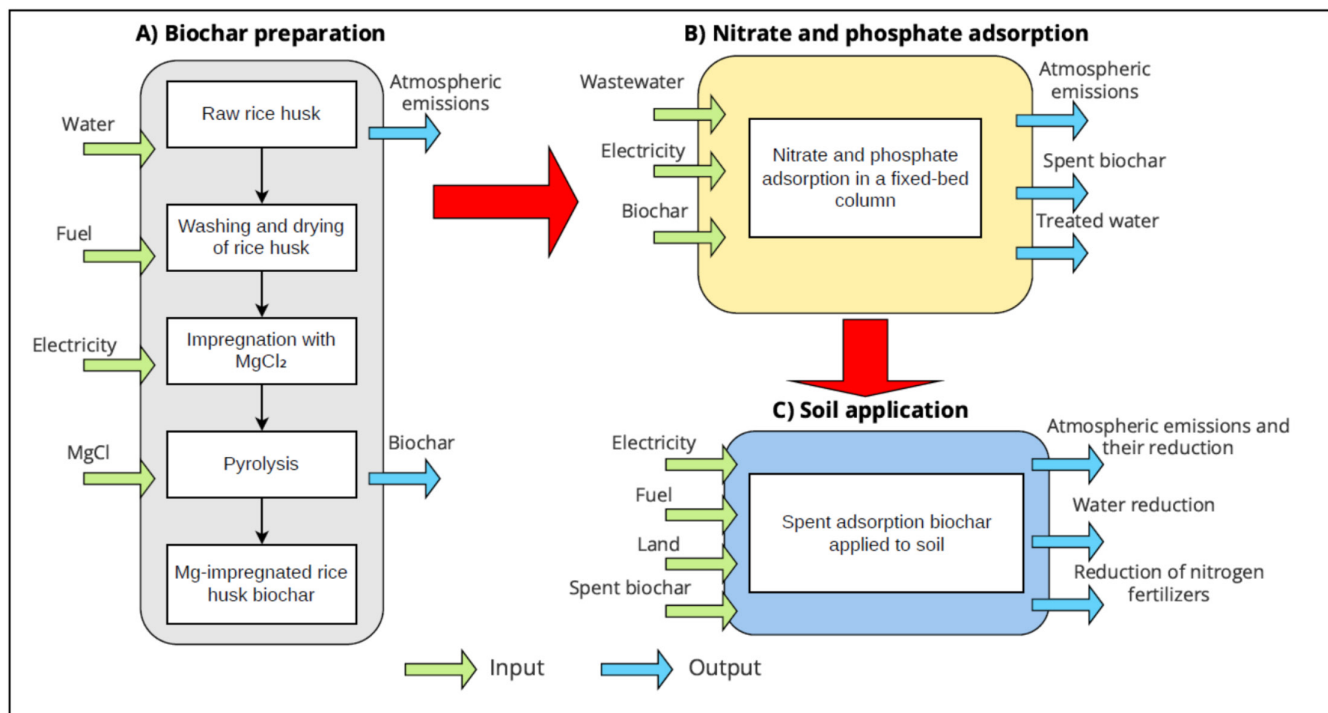 A) Biochar preparation
Water
Fuel
Electricity
MgCl
Raw rice husk
Washing and drying
of rice husk
Impregnation with
MgCl₂
Pyrolysis
Mg-impregnated rice
husk biochar
Atmospheric
emissions
Biochar
B) Nitrate and phosphate adsorption
Wastewater
Electricity
Biochar
Nitrate and phosphate
adsorption in a fixed-bed
column
Atmospheric
emissions
Spent biochar
Treated water
C) Soil application
Electricity
Fuel
Land
Spent biochar
Spent adsorption biochar
applied to soil
Atmospheric emissions and
their reduction
Water reduction
Reduction of nitrogen
fertilizers
Input
Output